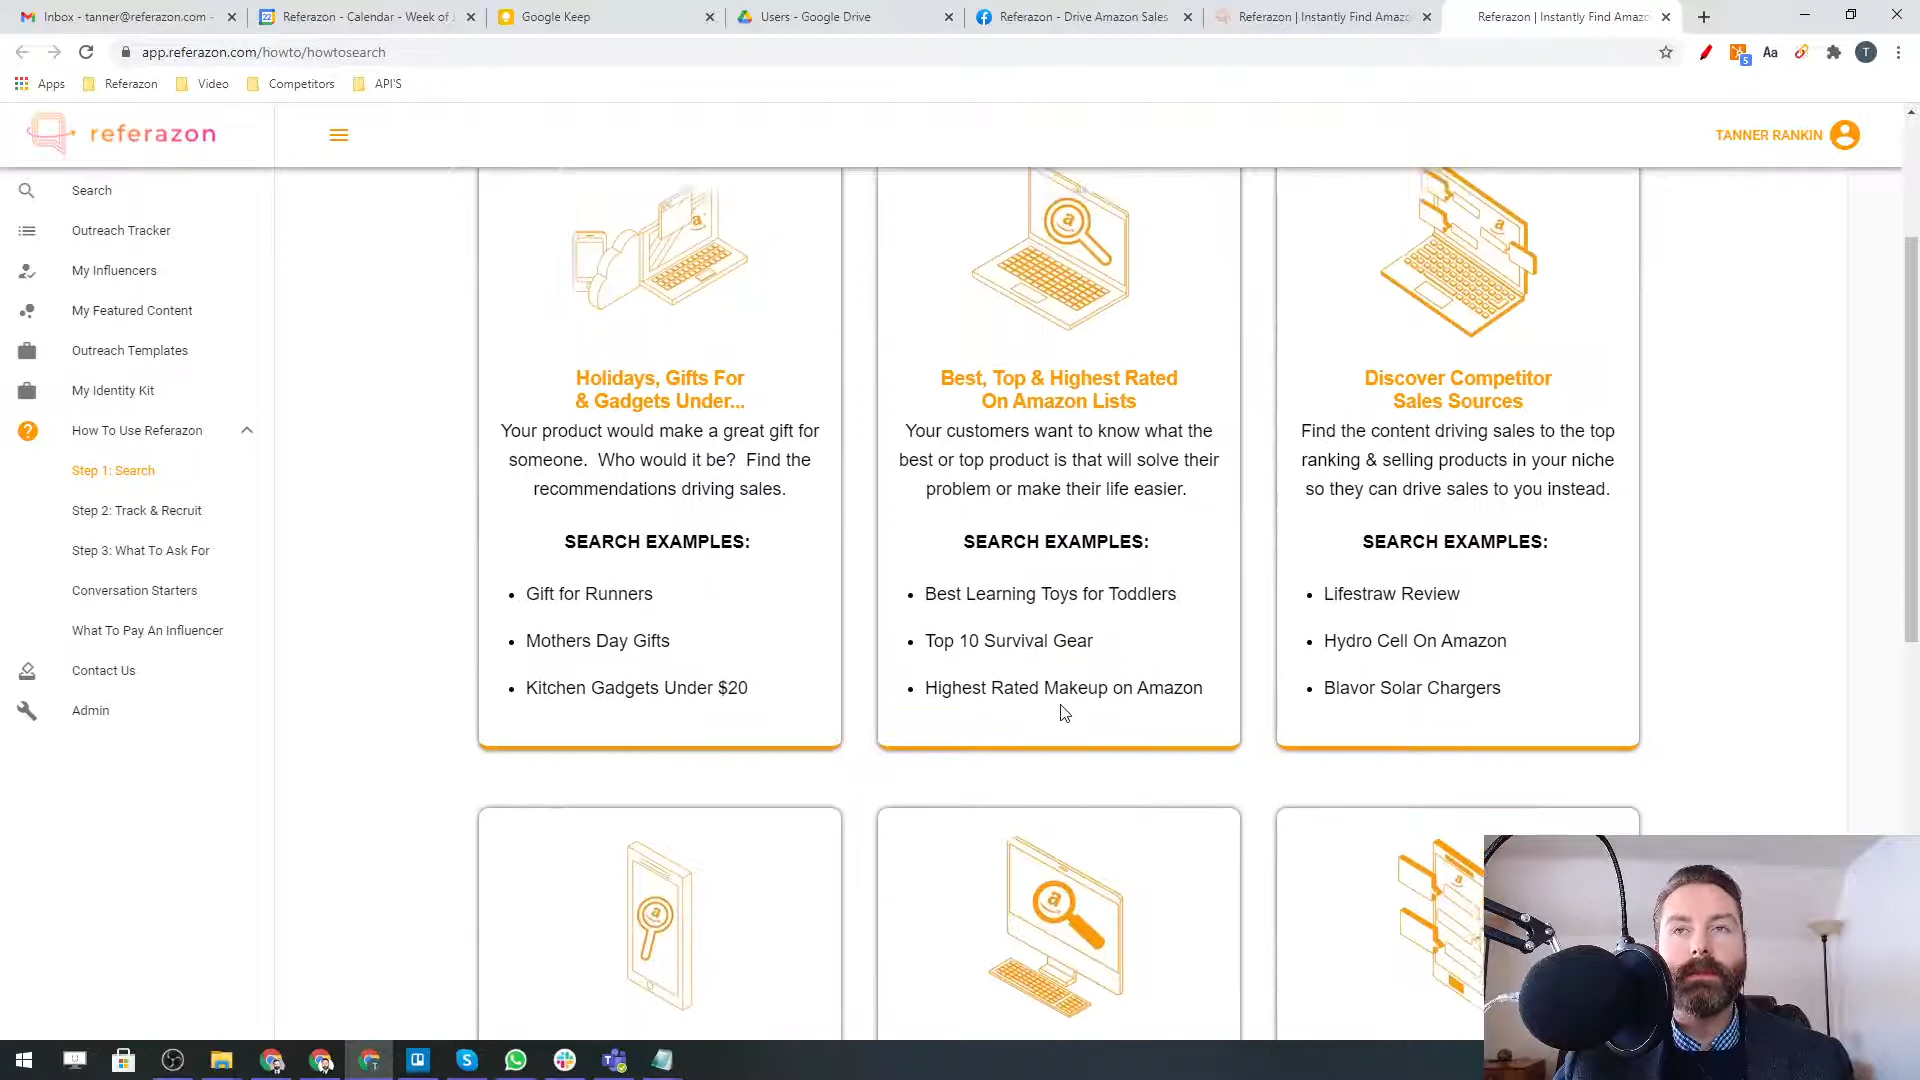 Inbox - tanner@referazon.com -
Referazon - Calendar - Week of
Google Keep
Users - Google Drive
Referazon - Drive Amazon Sales
Referazon | Instantly Find Amazo
Referazon | Instantly Find Amazo
app.referazon.com/howto/howtosearch
5
Aa
T
Apps
Referazon
Video
Competitors
API'S
referazon
TANNER RANKIN
Search
Outreach Tracker
My Influencers
My Featured Content
Outreach Templates
My Identity Kit
How To Use Referazon
Step 1: Search
Step 2: Track & Recruit
Step 3: What To Ask For
Conversation Starters
What To Pay An Influencer
Contact Us
Admin
Holidays, Gifts For
& Gadgets Under...
Your product would make a great gift for
someone. Who would it be? Find the
recommendations driving sales.
SEARCH EXAMPLES:
• Gift for Runners
• Mothers Day Gifts
• Kitchen Gadgets Under $20
Best, Top & Highest Rated
On Amazon Lists
Your customers want to know what the
best or top product is that will solve their
problem or make their life easier.
SEARCH EXAMPLES:
• Best Learning Toys for Toddlers
• Top 10 Survival Gear
• Highest Rated Makeup on Amazon
Discover Competitor
Sales Sources
Find the content driving sales to the top
ranking & selling products in your niche
so they can drive sales to you instead.
SEARCH EXAMPLES:
• Lifestraw Review
• Hydro Cell On Amazon
• Blavor Solar Chargers